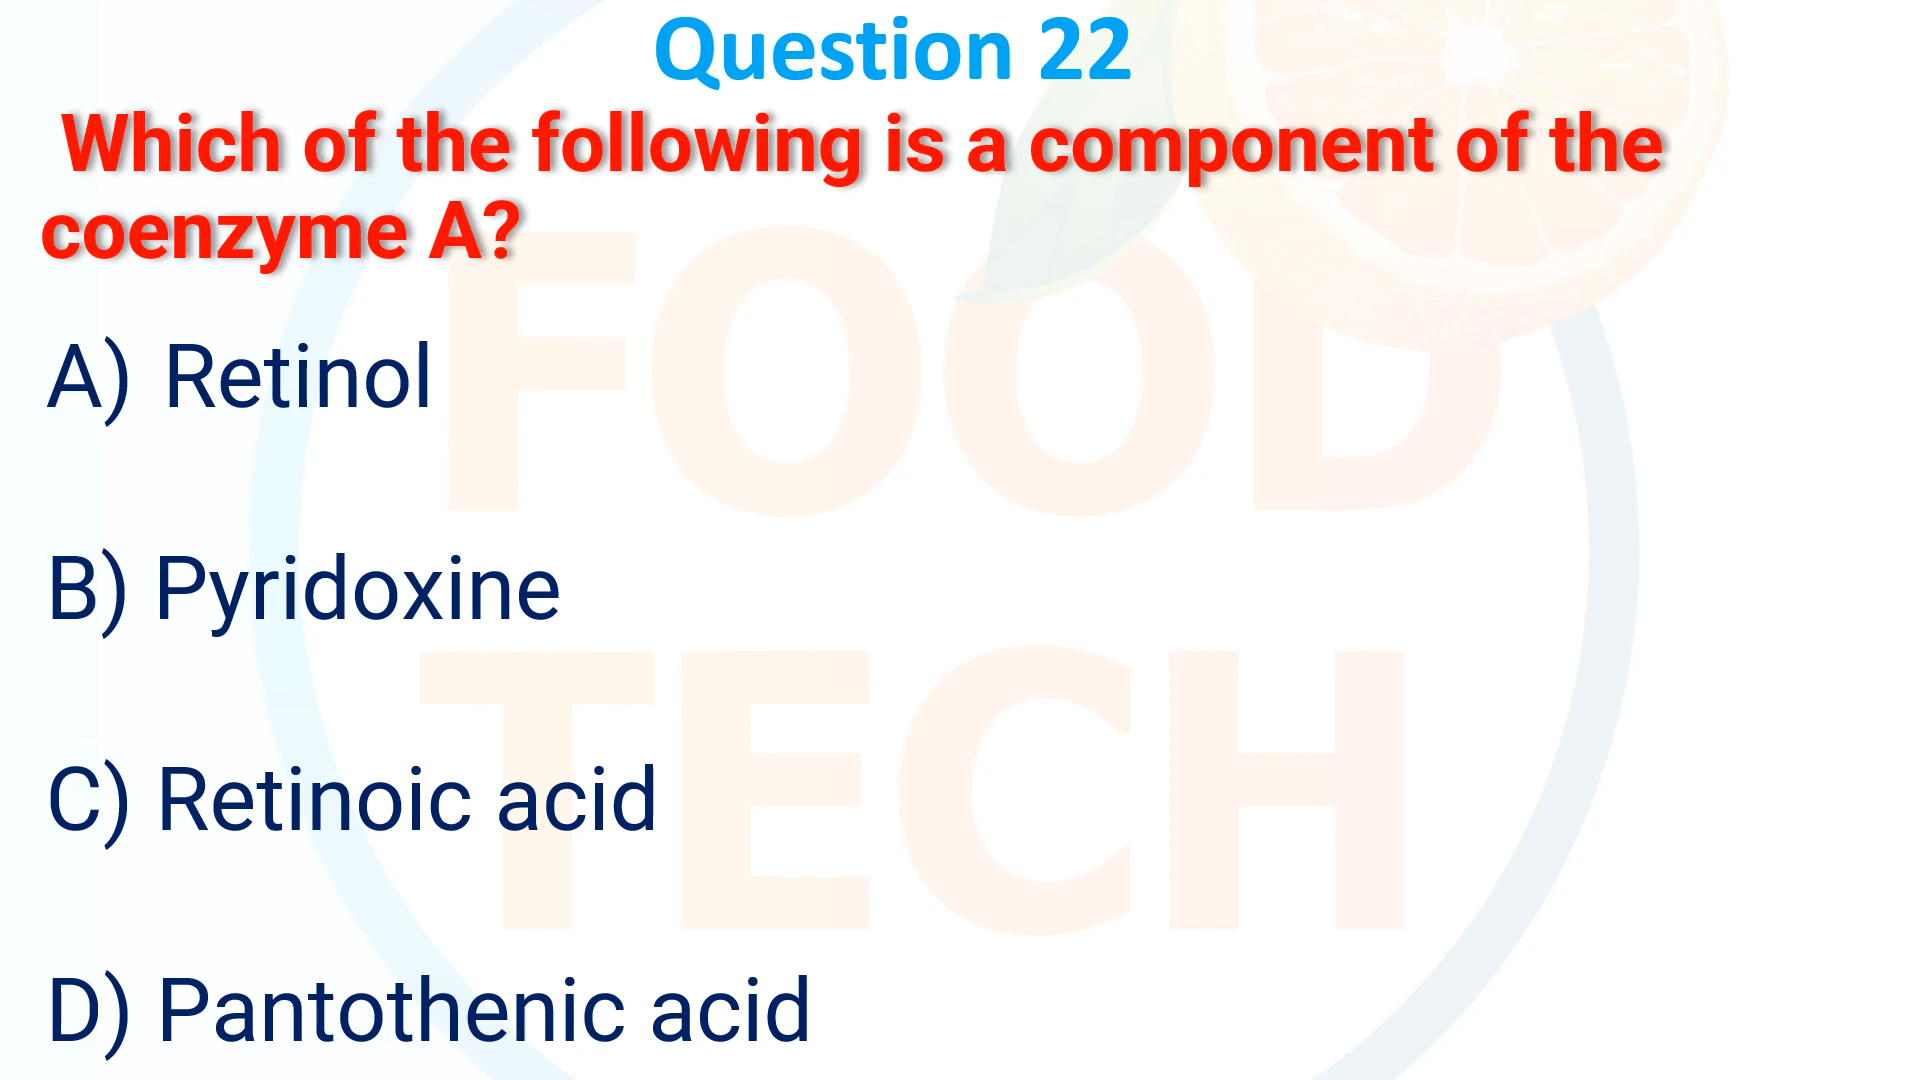 Question 22
Which of the following is a component of the
coenzyme A?
A) Retinol
B) Pyridoxine
C) Retinoic acid
D) Pantothenic acid
FOOD
TECH